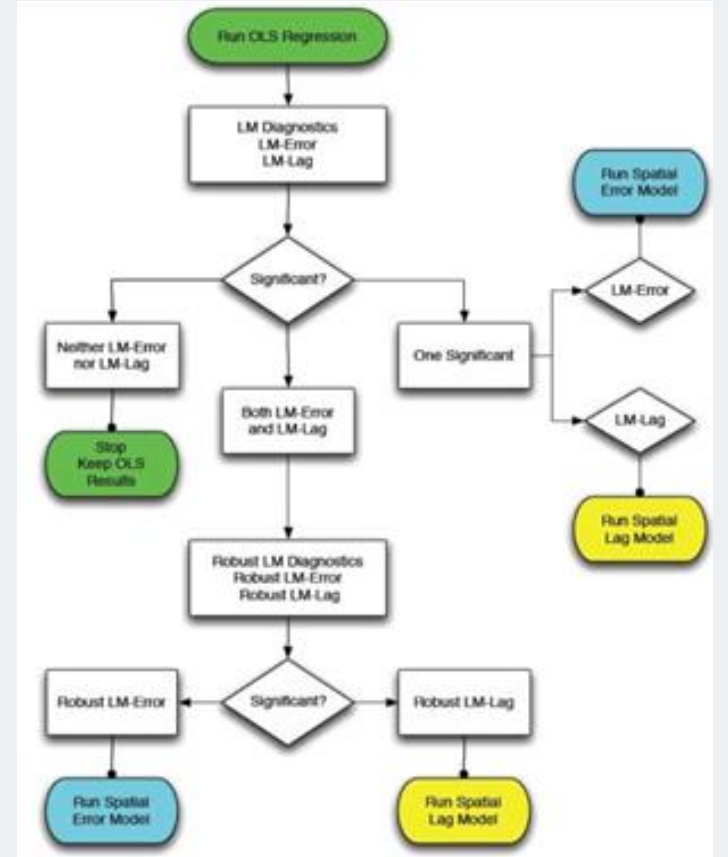 Run OLS Regression
LM Diagnostics
LM-Error
LM-Lag
Significant?
Neither LM-Error
nor LM-Lag
Stop
Keep OLS
Results
Both LM-Error
and LM-Lag
One Significant
LM-Error
Run Spatial
Error Model
LM-Lag
Run Spatial
Lag Model
Robust LM Diagnostics
Robust LM-Error
Robust LM-Lag
Significant?
Robust LM-Error
Run Spatial
Error Model
Robust LM-Lag
Run Spatial
Lag Model